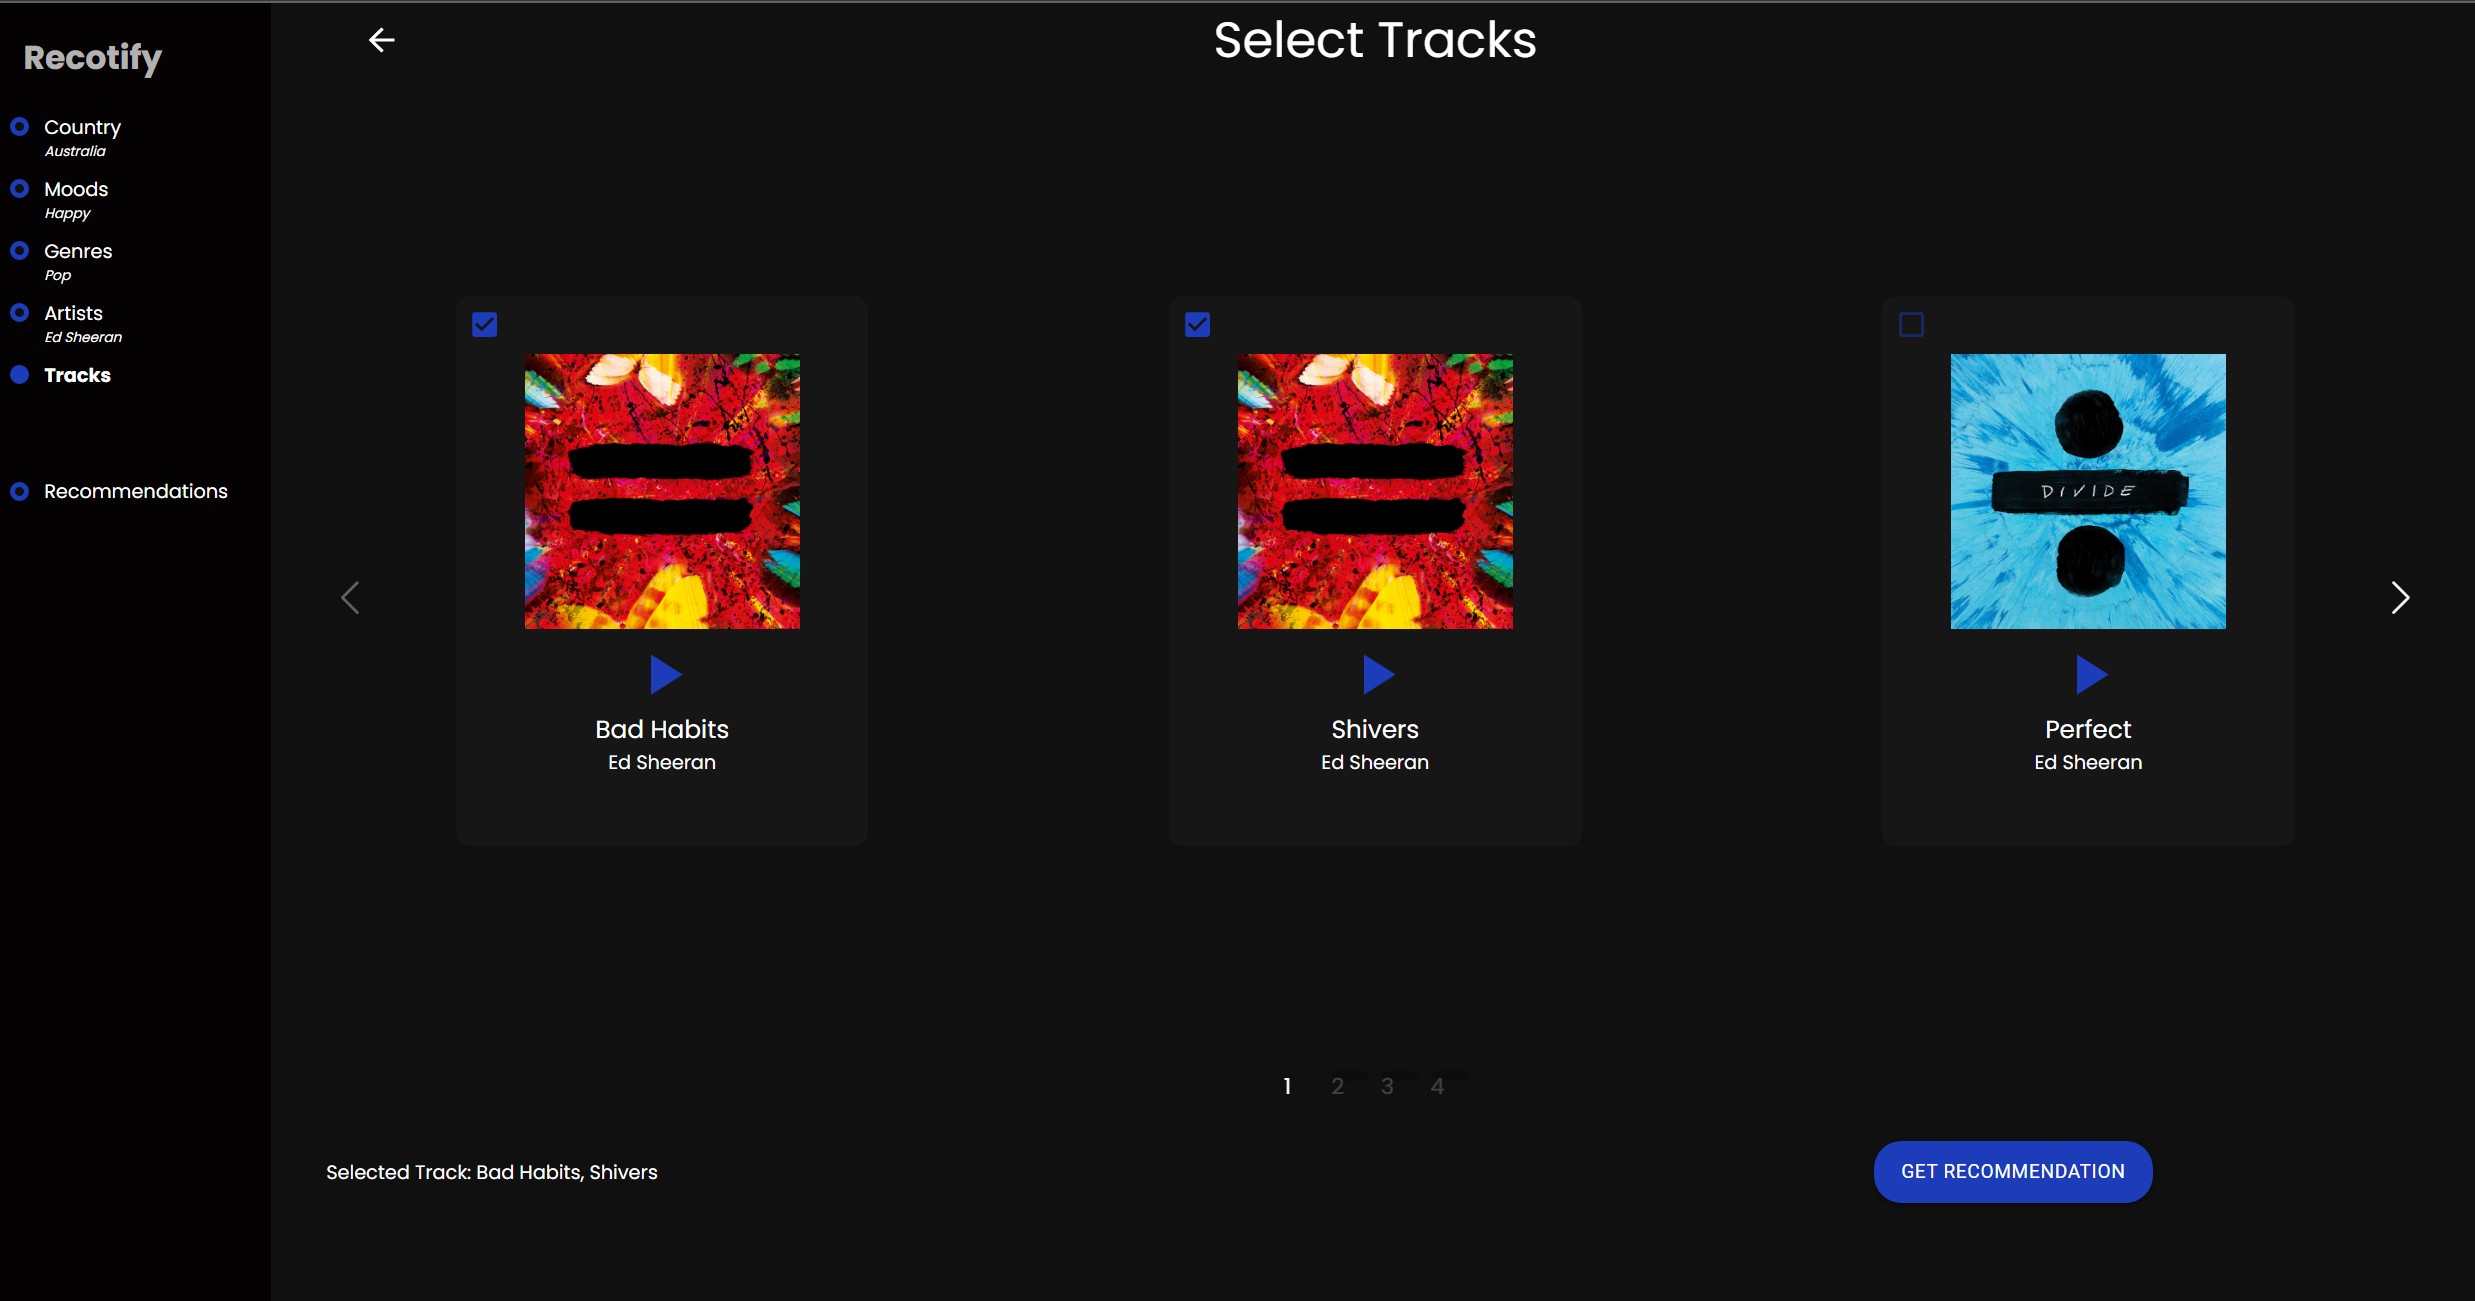 Recotify
Country
Australia
Moods
Happy
Genres
Pop
Artists
Ed Sheeran
Tracks
Recommendations
Select Tracks
DIVIDE
Bad Habits
Ed Sheeran
Shivers
Ed Sheeran
Perfect
Ed Sheeran
1 2 3 4
Selected Track: Bad Habits, Shivers
GET RECOMMENDATION